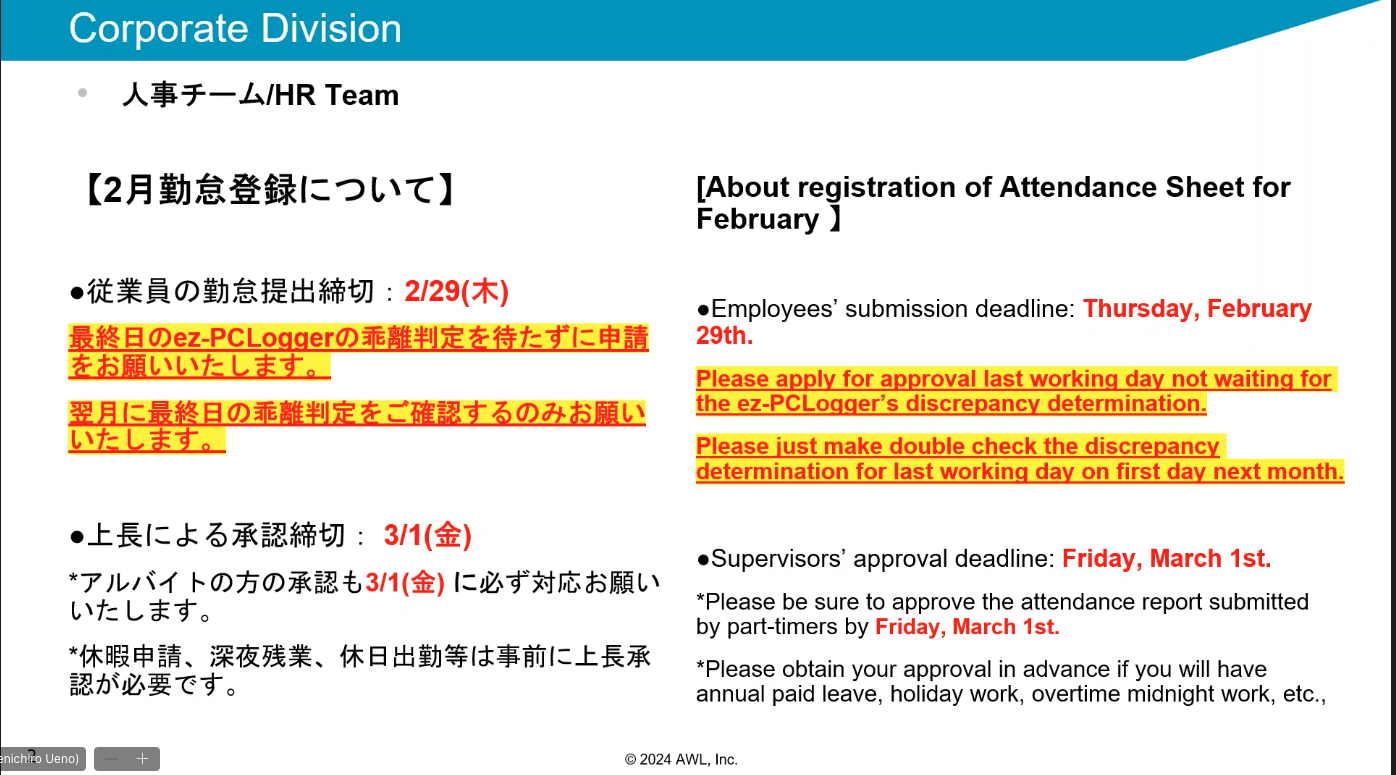 Corporate Division
• 人事チーム/HR Team
【2月勤怠登録について】
●従業員の勤怠提出締切：2/29(木)
最終日のez-PCLoggerの乖離判定を待たずに申請
をお願いいたします。
翌月に最終日の乖離判定をご確認するのみお願い
いたします。
●上長による承認締切： 3/1(金)
*アルバイトの方の承認も3/1(金) に必ず対応お願い
いたします。
*休暇申請、深夜残業、休日出勤等は事前に上長承
認が必要です。
[About registration of Attendance Sheet for
February 】
●Employees’ submission deadline: Thursday, February
29th.
Please apply for approval last working day not waiting for
the ez-PCLogger’s discrepancy determination.
Please just make double check the discrepancy
determination for last working day on first day next month.
●Supervisors’ approval deadline: Friday, March 1st.
*Please be sure to approve the attendance report submitted
by part-timers by Friday, March 1st.
*Please obtain your approval in advance if you will have
annual paid leave, holiday work, overtime midnight work, etc.,
enichiro Ueno)
© 2024 AWL, Inc.